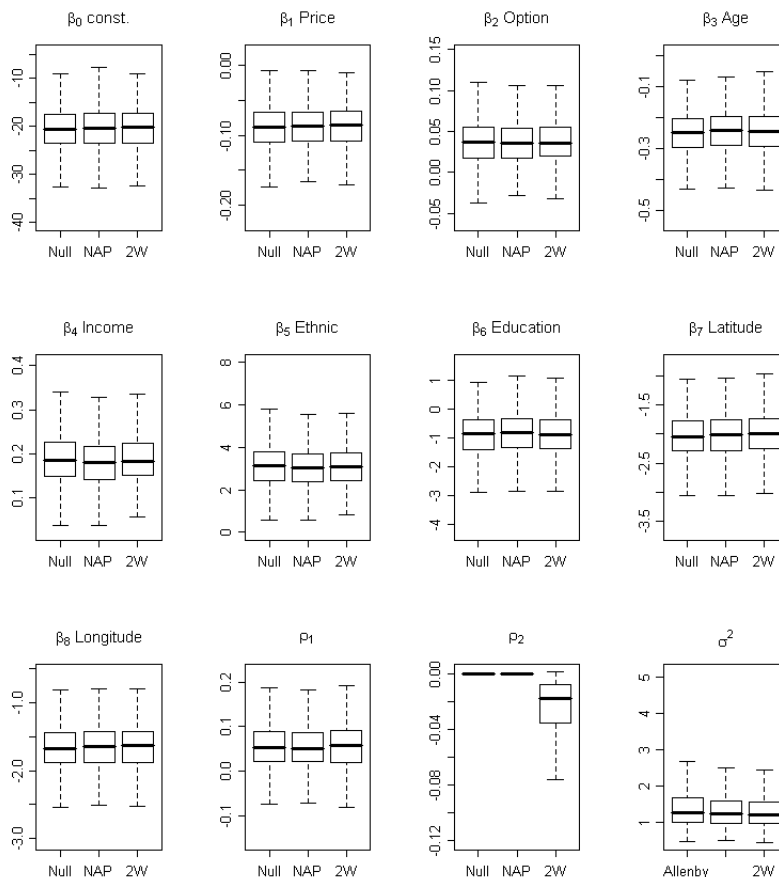 β0 const.
β1 Price
β2 Option
β3 Age
-10
-20
-30
-40
Null NAP 2W
0.00
-0.10
-0.20
Null NAP 2W
0.15
0.10
0.05
0.00
-0.05
Null NAP 2W
-0.1
-0.3
-0.5
Null NAP 2W
β4 Income
β5 Ethnic
β6 Education
β7 Latitude
0.4
0.3
0.2
0.1
Null NAP 2W
8
6
4
2
0
Null NAP 2W
1
0
-1
-2
-3
-4
Null NAP 2W
-1.5
-2.5
-3.5
Null NAP 2W
β8 Longitude
ρ1
ρ2
σ2
-1.0
-2.0
-3.0
Null NAP 2W
0.2
0.1
0.0
-0.1
Null NAP 2W
0.00
-0.04
-0.08
-0.12
Null NAP 2W
5
4
3
2
1
Allenby 2W